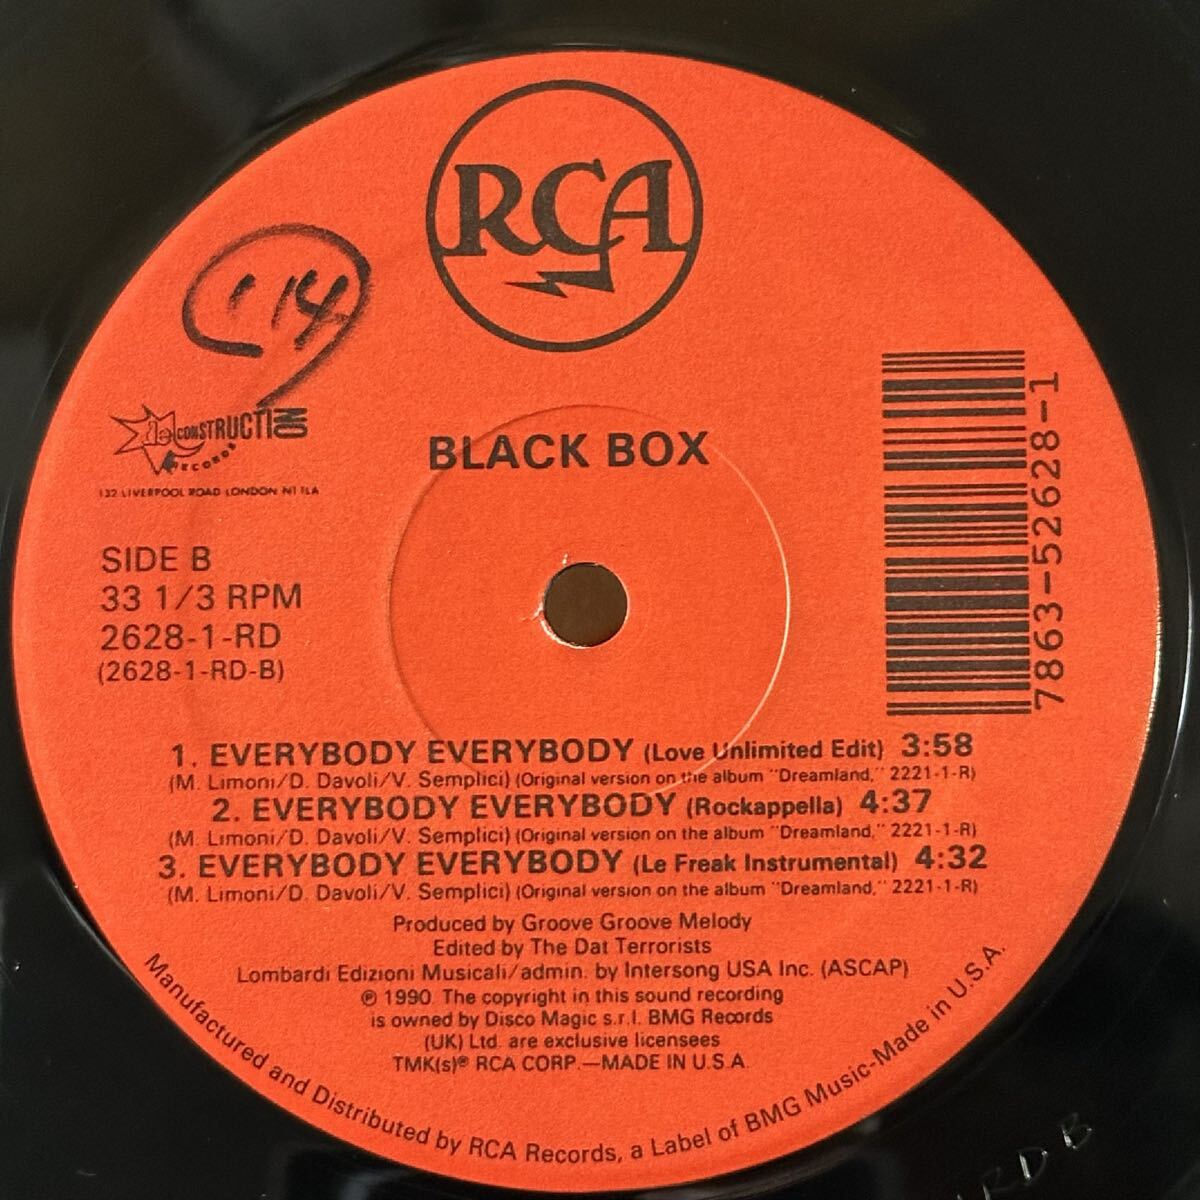 RCA
'14
deCONSTRUCTION
RECORDS
132 LIVERPOOL ROAD LONDON N1 1LA
BLACK BOX
7863-52628-1
SIDE B
33 1/3 RPM
2628-1-RD
(2628-1-RD-B)
1. EVERYBODY EVERYBODY (Love Unlimited Edit) 3:58
(M. Limoni/D. Davoli/V. Semplici) (Original version on the album "Dreamland," 2221-1-R)
2. EVERYBODY EVERYBODY (Rockappella) 4:37
(M. Limoni/D. Davoli/V. Semplici) (Original version on the album "Dreamland," 2221-1-R)
3. EVERYBODY EVERYBODY (Le Freak Instrumental) 4:32
(M. Limoni/D. Davoli/V. Semplici) (Original version on the album "Dreamland," 2221-1-R)
Produced by Groove Groove Melody
Edited by The Dat Terrorists
Lombardi Edizioni Musicali/admin. by Intersong USA Inc. (ASCAP)
℗ 1990. The copyright in this sound recording
is owned by Disco Magic s.r.l. BMG Records
(UK) Ltd. are exclusive licensees
TMK(s)® RCA CORP.—MADE IN U.S.A.
Manufactured and Distributed by RCA Records, a Label of BMG Music-Made in U.S.A.
RD B